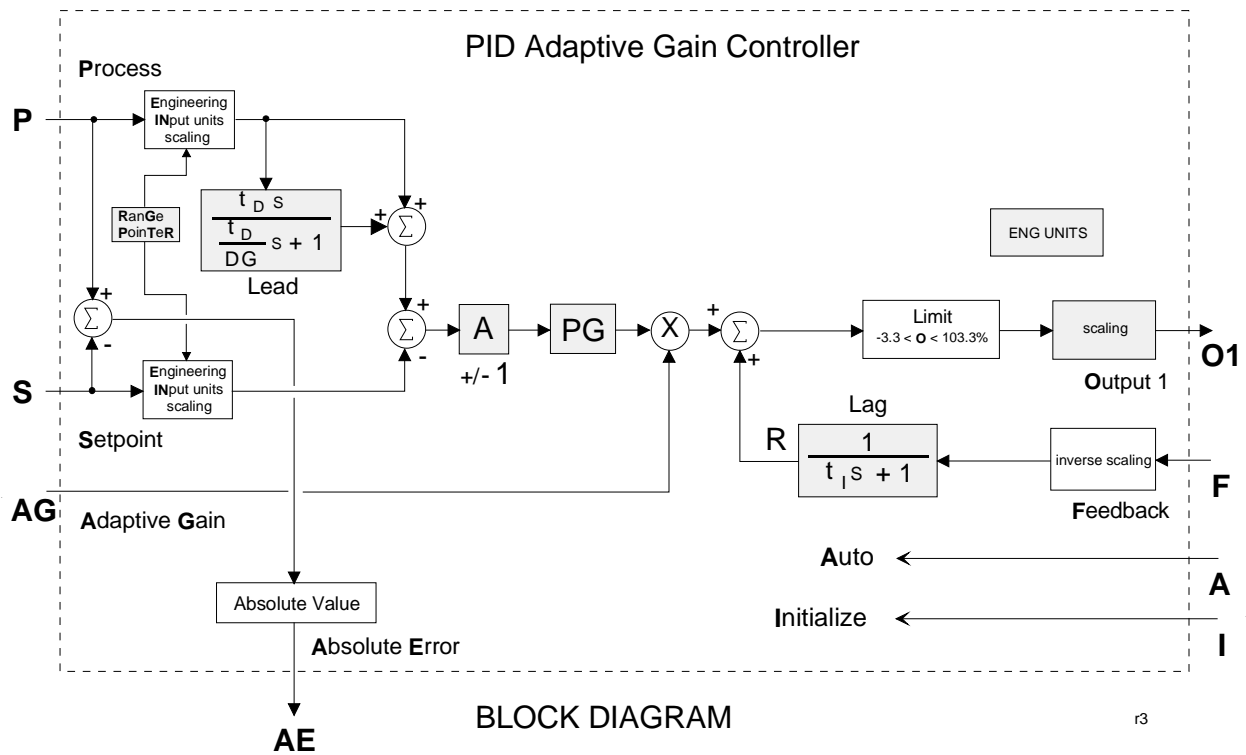 PID Adaptive Gain Controller
Process
P
Engineering
INput units
scaling
RanGe
PoinTeR
t D S
t D
DG
S + 1
Lead
+
+
Σ
ENG UNITS
+
Σ
-
+
Σ
-
A
+/- 1
PG
X
+
Σ
+
Limit
-3.3 < O < 103.3%
scaling
O1
Output 1
S
Engineering
INput units
scaling
Setpoint
Lag
R
1
t I S + 1
inverse scaling
F
Feedback
AG
Adaptive Gain
Auto
A
Absolute Value
Initialize
I
Absolute Error
AE
BLOCK DIAGRAM
r3